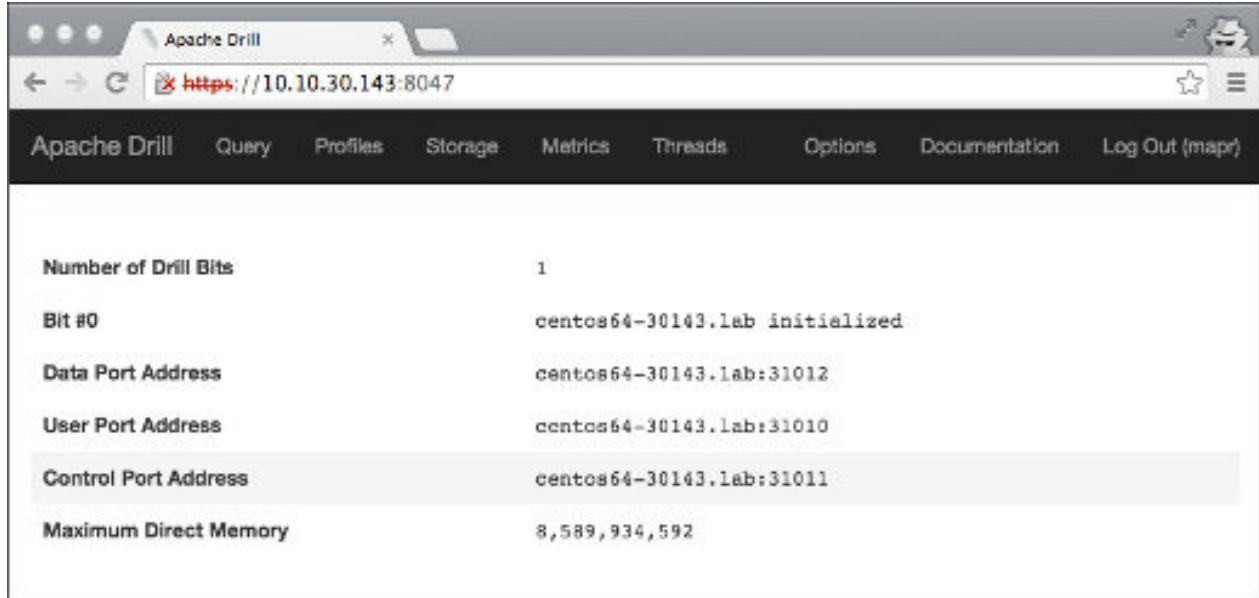 Apache Drill
https://10.10.30.143:8047
Apache Drill Query Profiles Storage Metrics Threads Options Documentation Log Out (mapr)
Number of Drill Bits 1
Bit #0 centos64-30143.lab initialized
Data Port Address centos64-30143.lab:31012
User Port Address centos64-30143.lab:31010
Control Port Address centos64-30143.lab:31011
Maximum Direct Memory 8,589,934,592